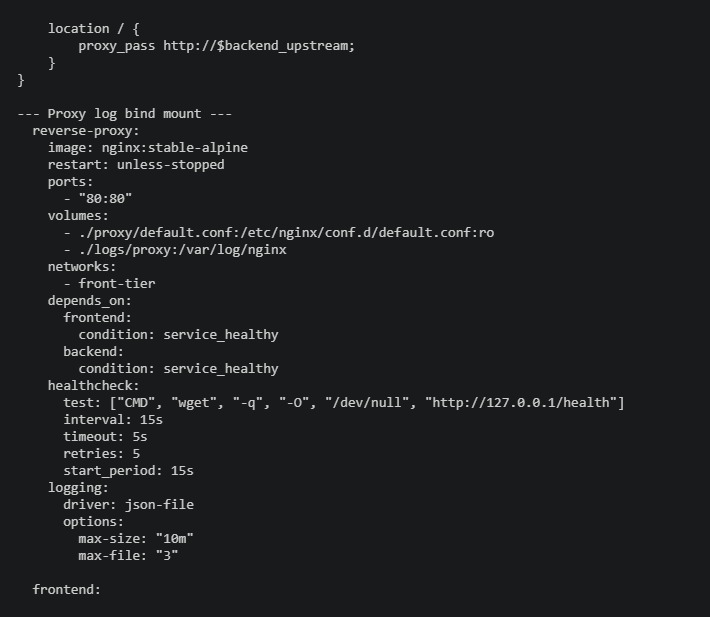 location / {
        proxy_pass http://$backend_upstream;
    }
}

--- Proxy log bind mount ---
  reverse-proxy:
    image: nginx:stable-alpine
    restart: unless-stopped
    ports:
      - "80:80"
    volumes:
      - ./proxy/default.conf:/etc/nginx/conf.d/default.conf:ro
      - ./logs/proxy:/var/log/nginx
    networks:
      - front-tier
    depends_on:
      frontend:
        condition: service_healthy
      backend:
        condition: service_healthy
    healthcheck:
      test: ["CMD", "wget", "-q", "-O", "/dev/null", "http://127.0.0.1/health"]
      interval: 15s
      timeout: 5s
      retries: 5
      start_period: 15s
    logging:
      driver: json-file
      options:
        max-size: "10m"
        max-file: "3"

  frontend: